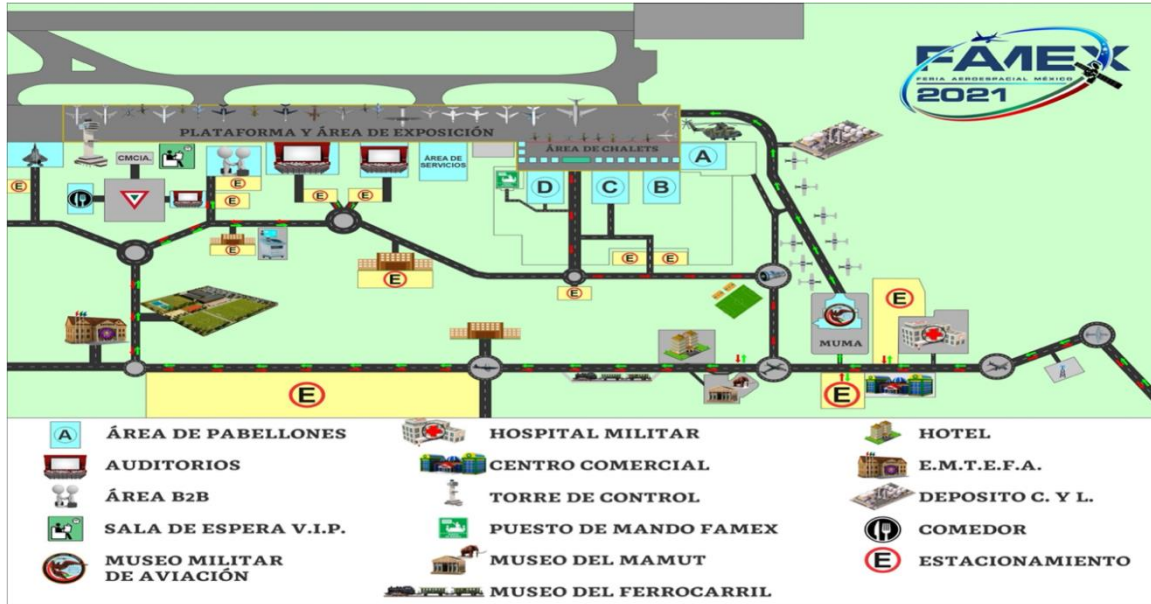 FAMEX
FERIA AEROESPACIAL MÉXICO
2021
PLATAFORMA Y ÁREA DE EXPOSICIÓN
CMCIA.
ÁREA DE SERVICIOS
ÁREA DE CHALETS
A
D
C
B
E
E
E
E
E
E
E
E
E
E
E
E
E
MUMA
A
ÁREA DE PABELLONES
AUDITORIOS
ÁREA B2B
SALA DE ESPERA V.I.P.
MUSEO MILITAR
DE AVIACIÓN
HOSPITAL MILITAR
CENTRO COMERCIAL
TORRE DE CONTROL
PUESTO DE MANDO FAMEX
MUSEO DEL MAMUT
MUSEO DEL FERROCARRIL
HOTEL
E.M.T.E.F.A.
DEPOSITO C. Y L.
COMEDOR
E
ESTACIONAMIENTO